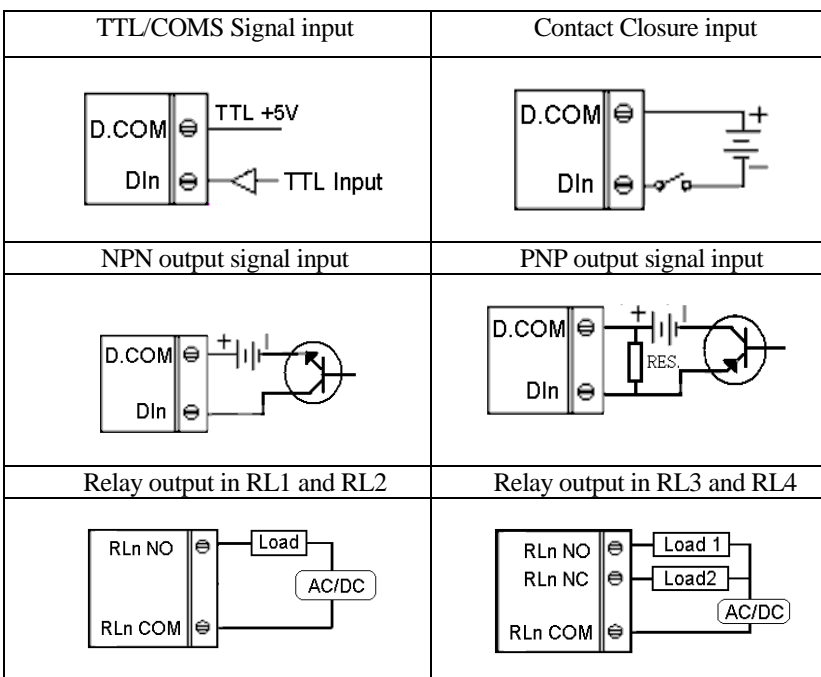 TTL/COMS Signal input
Contact Closure input
D.COM
TTL +5V
DIn
TTL Input
D.COM
+
DIn
−
NPN output signal input
PNP output signal input
D.COM
+
DIn
D.COM
+
RES.
DIn
Relay output in RL1 and RL2
Relay output in RL3 and RL4
RLn NO
Load
AC/DC
RLn COM
RLn NO
Load 1
RLn NC
Load2
AC/DC
RLn COM